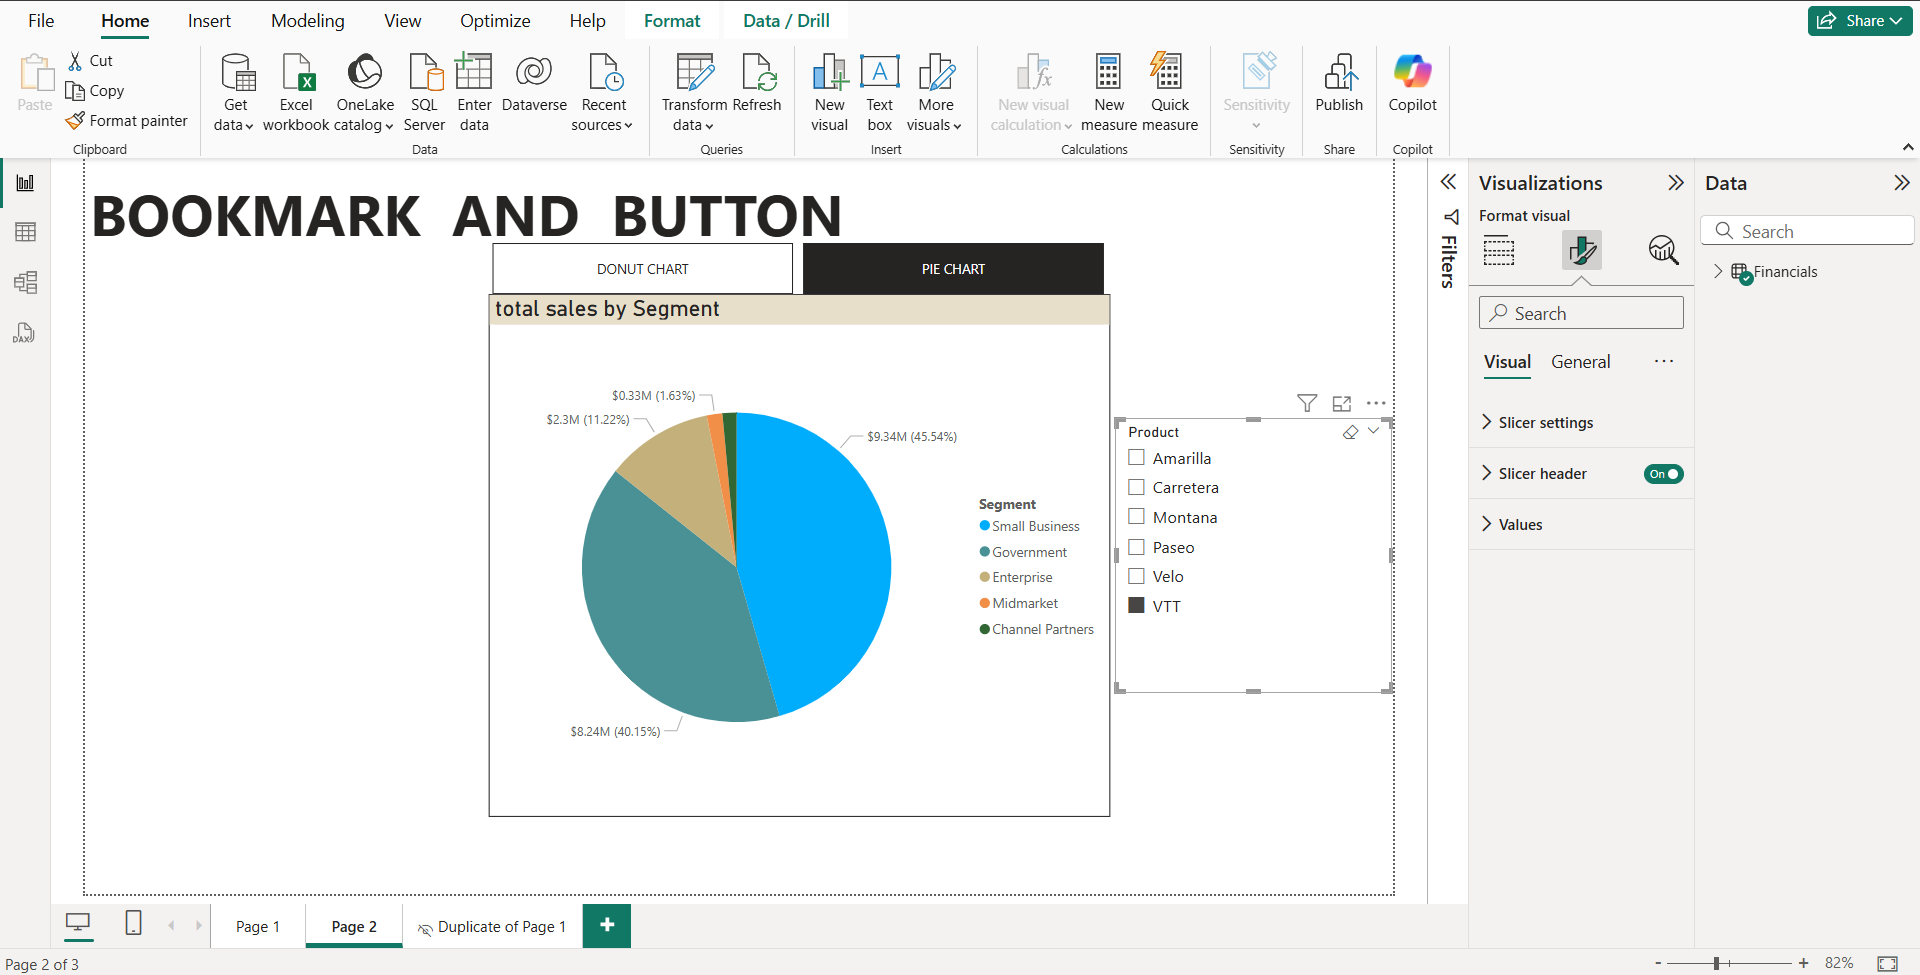 File Home Insert Modeling View Optimize Help Format Data / Drill Share
Paste
Cut
Copy
Format painter
Clipboard
Get data
Excel workbook
OneLake catalog
SQL Server
Enter data
Dataverse
Recent sources
Data
Transform data
Refresh
Queries
New visual
A
Text box
More visuals
Insert
New visual calculation
New measure
Quick measure
Calculations
Sensitivity
Sensitivity
Publish
Share
Copilot
Copilot
DAX
BOOKMARK AND BUTTON
DONUT CHART
PIE CHART
total sales by Segment
$0.33M (1.63%)
$2.3M (11.22%)
$9.34M (45.54%)
$8.24M (40.15%)
Segment
Small Business
Government
Enterprise
Midmarket
Channel Partners
Product
Amarilla
Carretera
Montana
Paseo
Velo
VTT
Filters
Visualizations
Format visual
Search
Visual General
Slicer settings
Slicer header On
Values
Data
Search
Financials
Page 1 Page 2 Duplicate of Page 1 +
Page 2 of 3
- + 82%